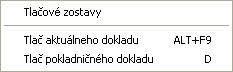 Tlačové zostavy
Tlač aktuálneho dokladu ALT+F9
Tlač pokladničného dokladu D